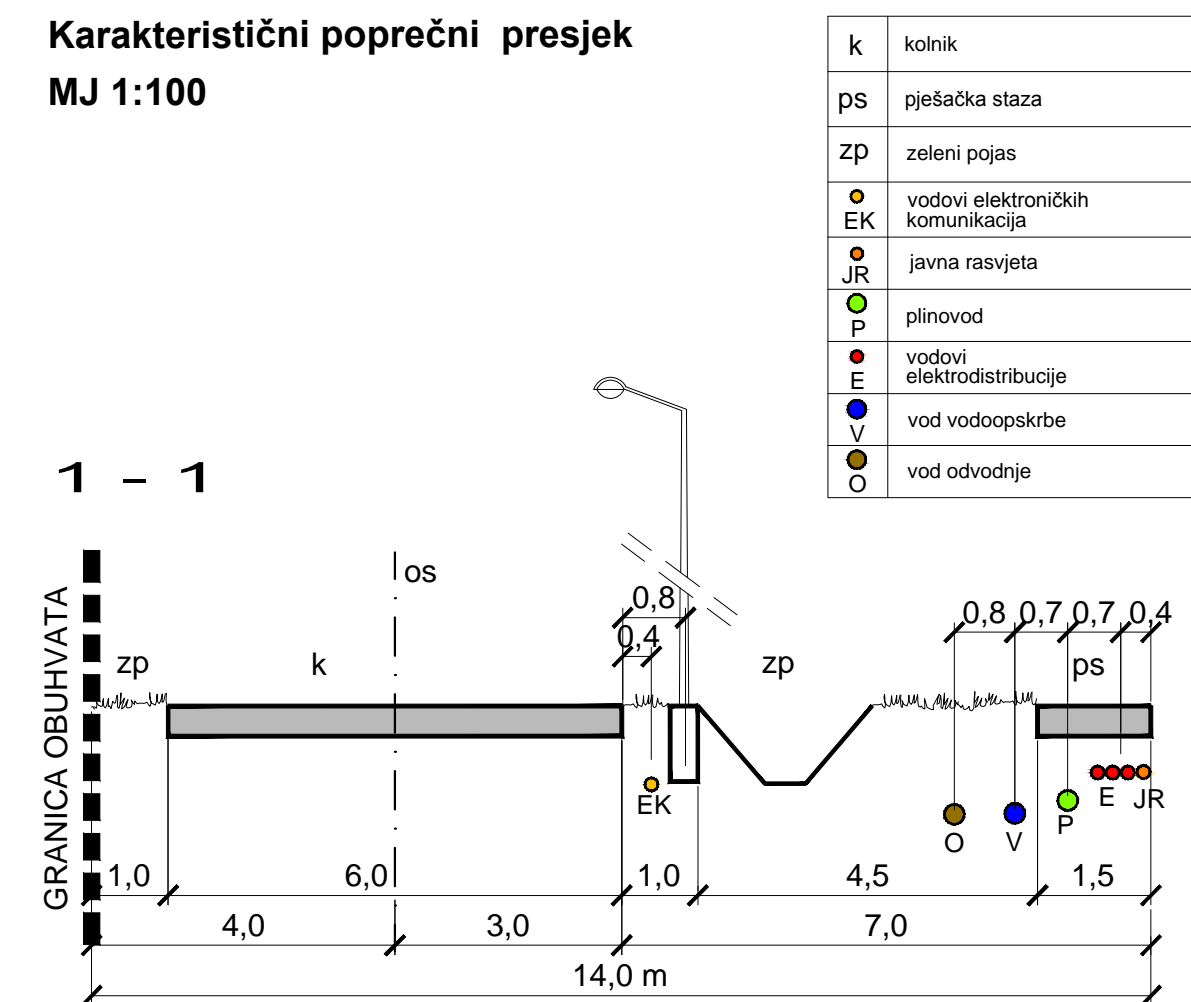 Karakteristični poprečni presjek
MJ 1:100
k kolnik
ps pješačka staza
zp zeleni pojas
EK vodovi elektroničkih
komunikacija
JR javna rasvjeta
P plinovod
E vodovi
elektrodistribucije
V vod vodoopskrbe
O vod odvodnje
1 - 1
GRANICA OBUHVATA
os
0,8
0,4
0,8 0,7 0,7 0,4
zp k zp ps
EK O V P E JR
1,0 6,0 1,0 4,5 1,5
4,0 3,0 7,0
14,0 m